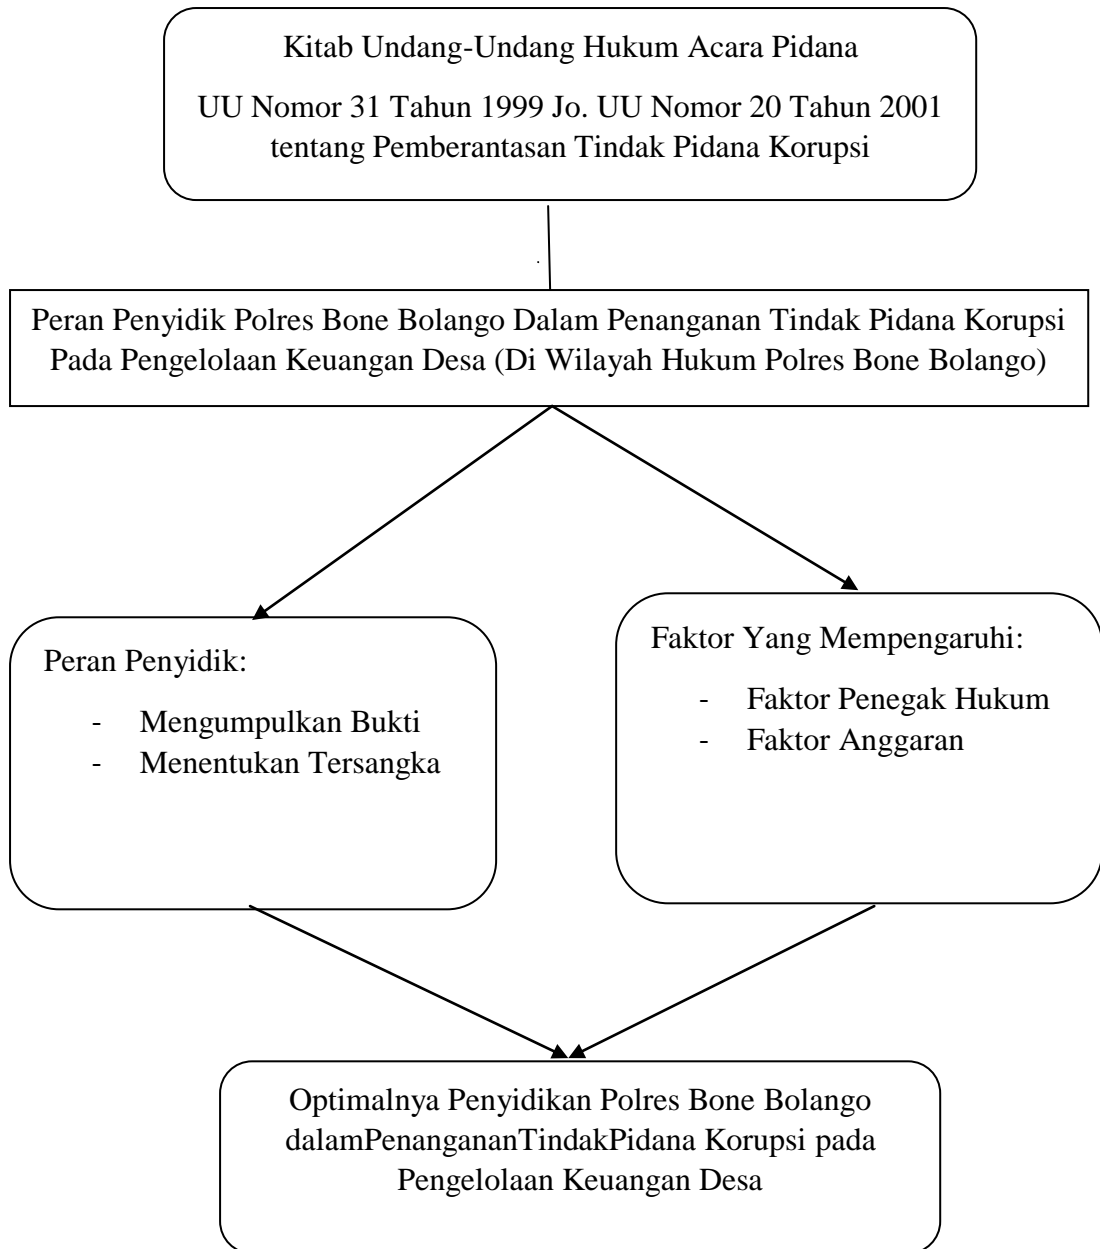 Kitab Undang-Undang Hukum Acara Pidana
UU Nomor 31 Tahun 1999 Jo. UU Nomor 20 Tahun 2001
tentang Pemberantasan Tindak Pidana Korupsi
.
Peran Penyidik Polres Bone Bolango Dalam Penanganan Tindak Pidana Korupsi
Pada Pengelolaan Keuangan Desa (Di Wilayah Hukum Polres Bone Bolango)
Peran Penyidik:
- Mengumpulkan Bukti
- Menentukan Tersangka
Faktor Yang Mempengaruhi:
- Faktor Penegak Hukum
- Faktor Anggaran
Optimalnya Penyidikan Polres Bone Bolango
dalamPenangananTindakPidana Korupsi pada
Pengelolaan Keuangan Desa